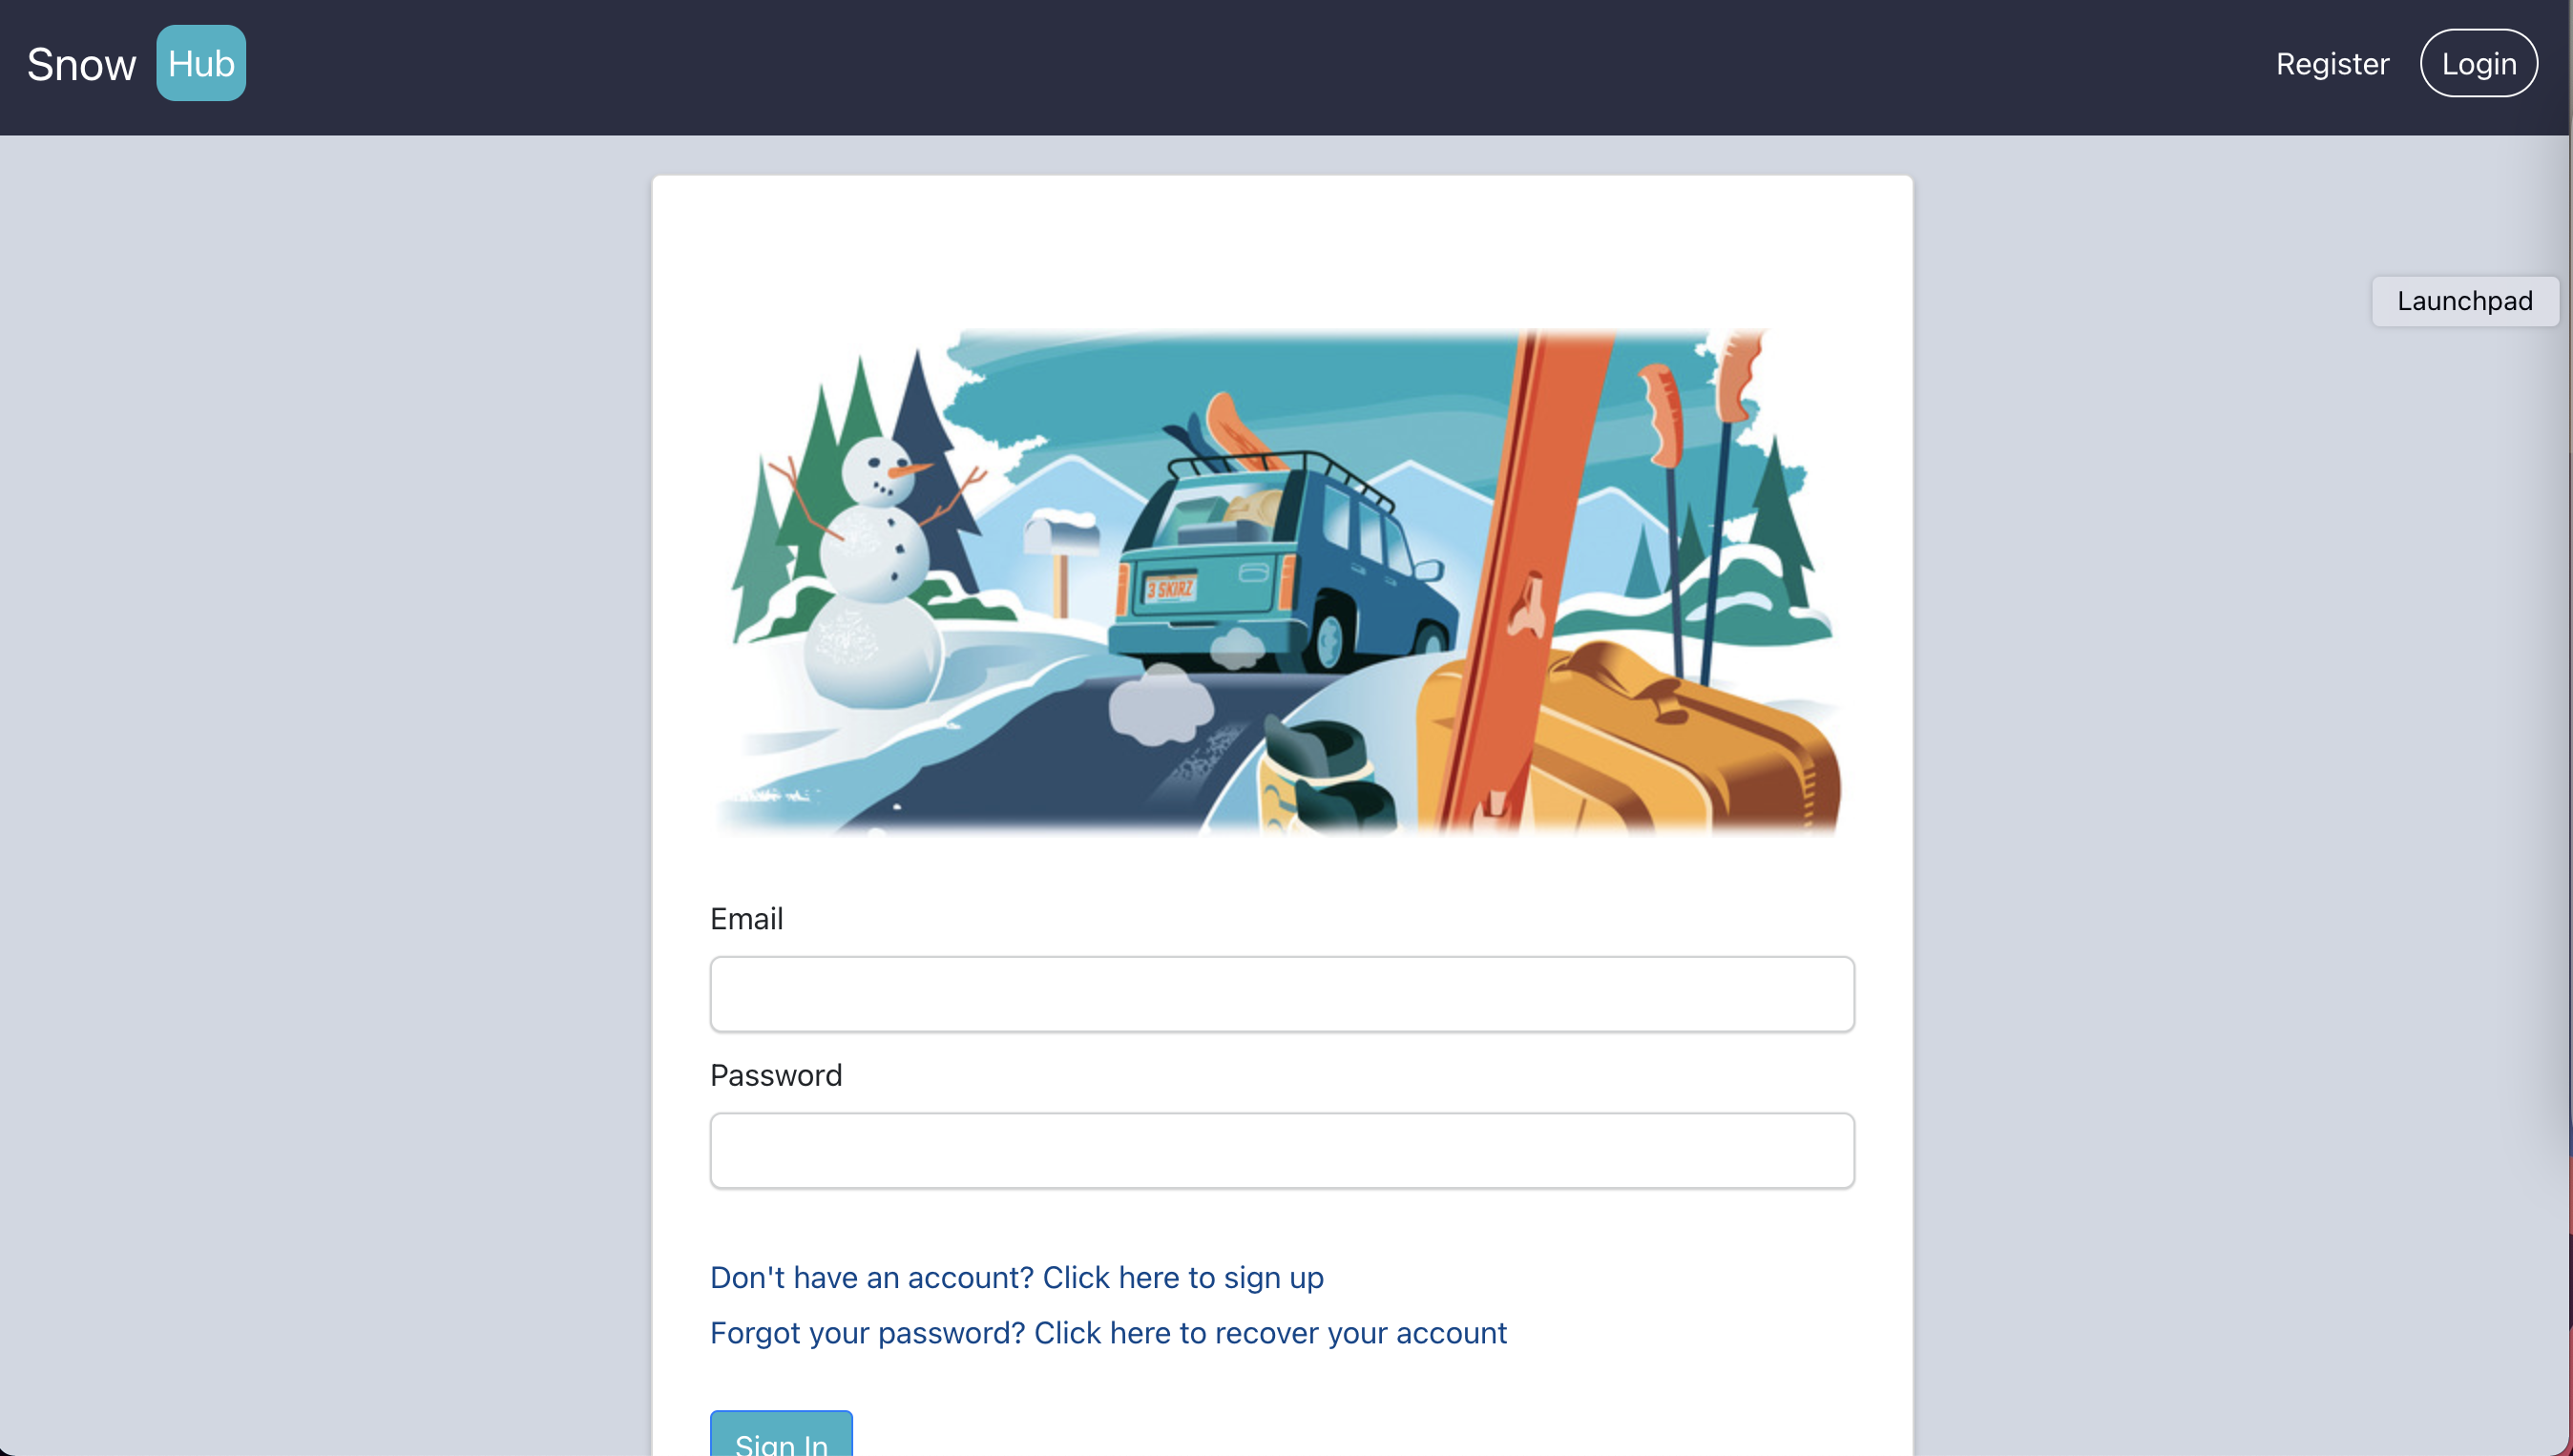 Snow Hub
Register Login
Launchpad
3 SKIRZ
Email
Password
Don't have an account? Click here to sign up
Forgot your password? Click here to recover your account
Sign In